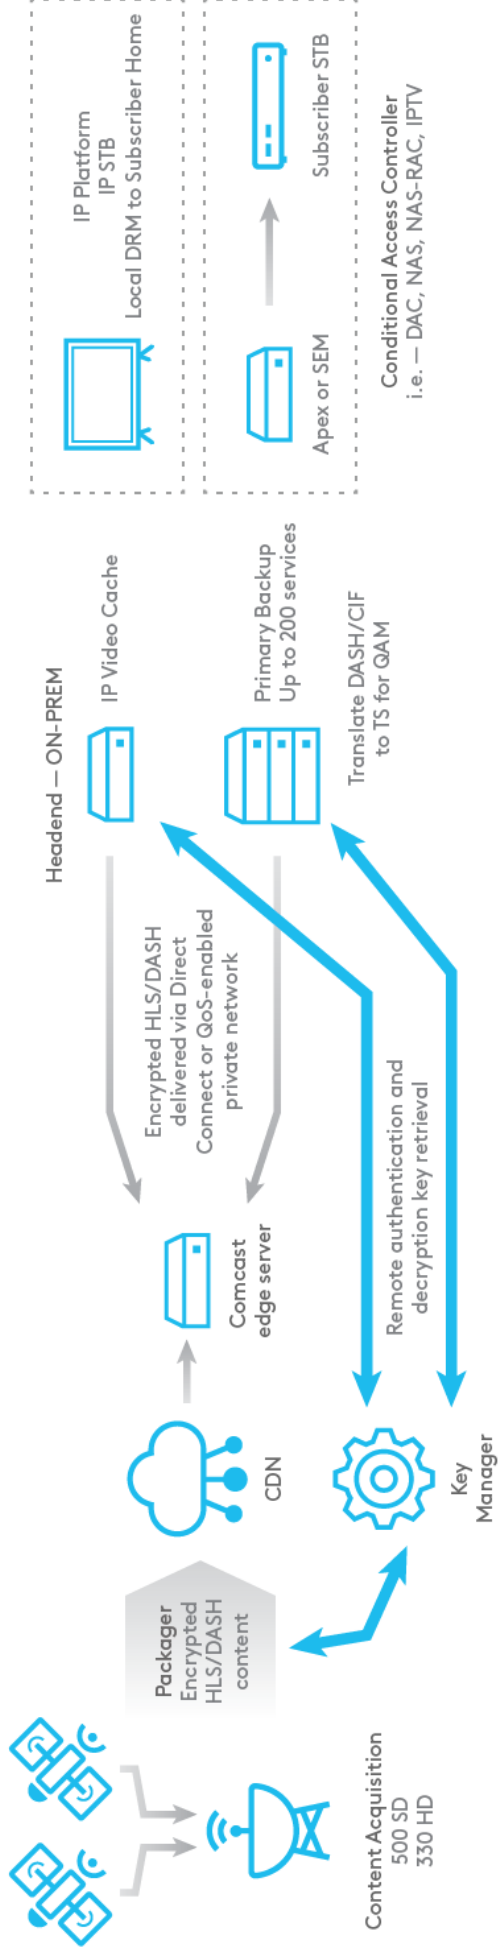 Content Acquisition
500 SD
330 HD
Packager
Encrypted
HLS/DASH
content
CDN
Key
Manager
Comcast
edge server
Remote authentication and
decryption key retrieval
Encrypted HLS/DASH
delivered via Direct
Connect or QoS-enabled
private network
Headend — ON-PREM
IP Video Cache
Primary Backup
Up to 200 services
Translate DASH/CIF
to TS for QAM
IP Platform
IP STB
Local DRM to Subscriber Home
Apex or SEM
Subscriber STB
Conditional Access Controller
i.e. — DAC, NAS, NAS-RAC, IPTV